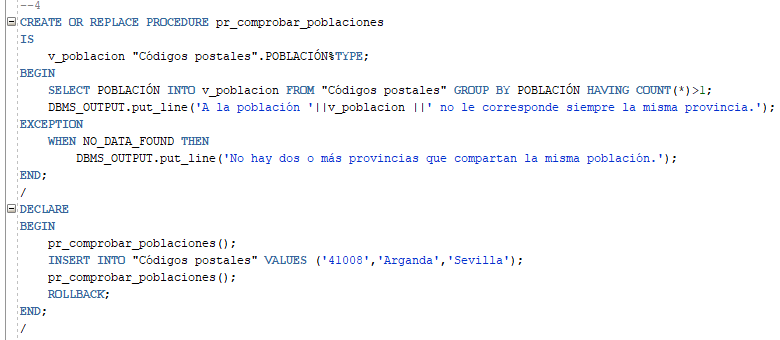 --4
CREATE OR REPLACE PROCEDURE pr_comprobar_poblaciones
IS
v_poblacion "Códigos postales".POBLACIÓN%TYPE;
BEGIN
SELECT POBLACIÓN INTO v_poblacion FROM "Códigos postales" GROUP BY POBLACIÓN HAVING COUNT(*)>1;
DBMS_OUTPUT.put_line('A la población '||v_poblacion ||' no le corresponde siempre la misma provincia.');
EXCEPTION
WHEN NO_DATA_FOUND THEN
DBMS_OUTPUT.put_line('No hay dos o más provincias que compartan la misma población.');
END;
/
DECLARE
BEGIN
pr_comprobar_poblaciones();
INSERT INTO "Códigos postales" VALUES ('41008','Arganda','Sevilla');
pr_comprobar_poblaciones();
ROLLBACK;
END;
/